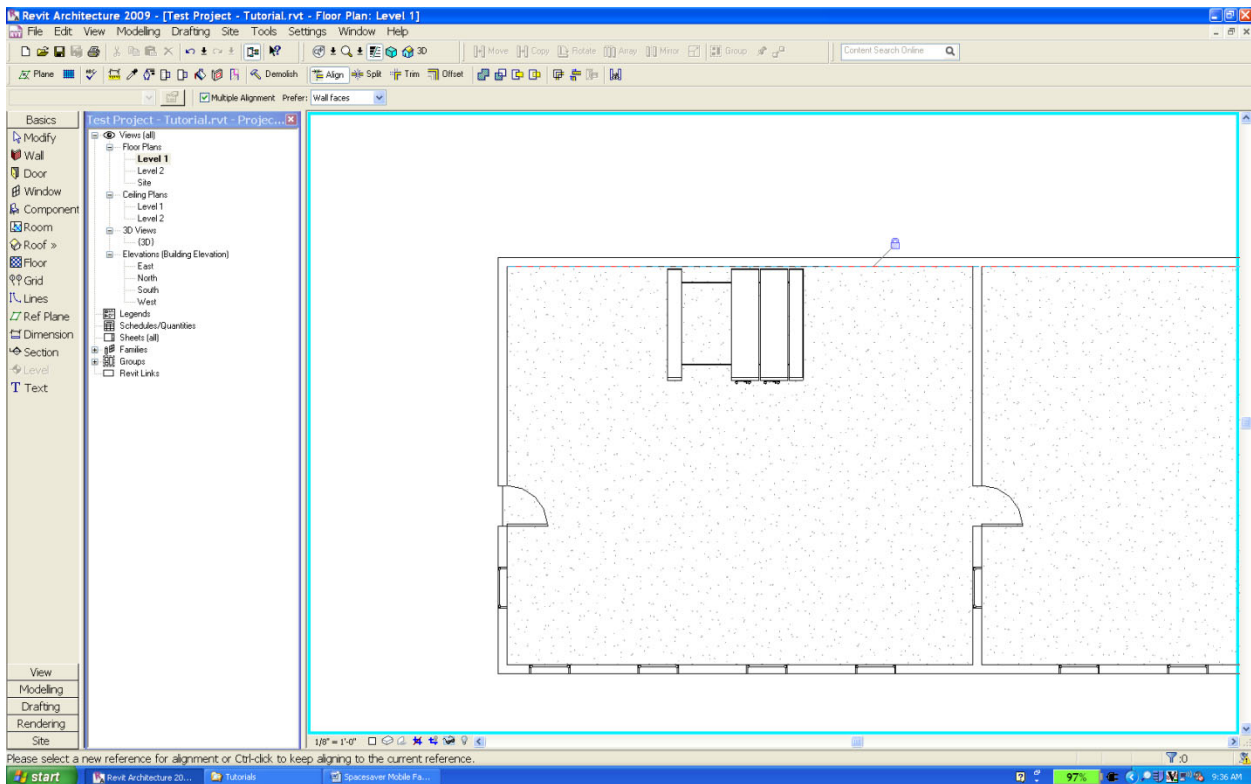 Revit Architecture 2009 - [Test Project - Tutorial.rvt - Floor Plan: Level 1]
File Edit View Modelling Drafting Site Tools Settings Window Help
3D Move Copy Rotate Array Mirror Group Content Search Online
Plane Demolish Align Split Trim Offset
Multiple Alignment Prefer: Wall faces
Basics
Modify
Wall
Door
Window
Component
Room
Roof »
Floor
Grid
Lines
Ref Plane
Dimension
Section
Level
Text
View
Modelling
Drafting
Rendering
Site
Test Project - Tutorial.rvt - Projec...
Views (all)
Floor Plans
Level 1
Level 2
Site
Ceiling Plans
Level 1
Level 2
3D Views
{3D}
Elevations (Building Elevation)
East
North
South
West
Legends
Schedules/Quantities
Sheets (all)
Families
Groups
Revit Links
1/8" = 1'-0"
Please select a new reference for alignment or Ctrl-click to keep aligning to the current reference.
:0
start Revit Architecture 20... Tutorials Spacesaver Mobile Fa... 97% 9:36 AM